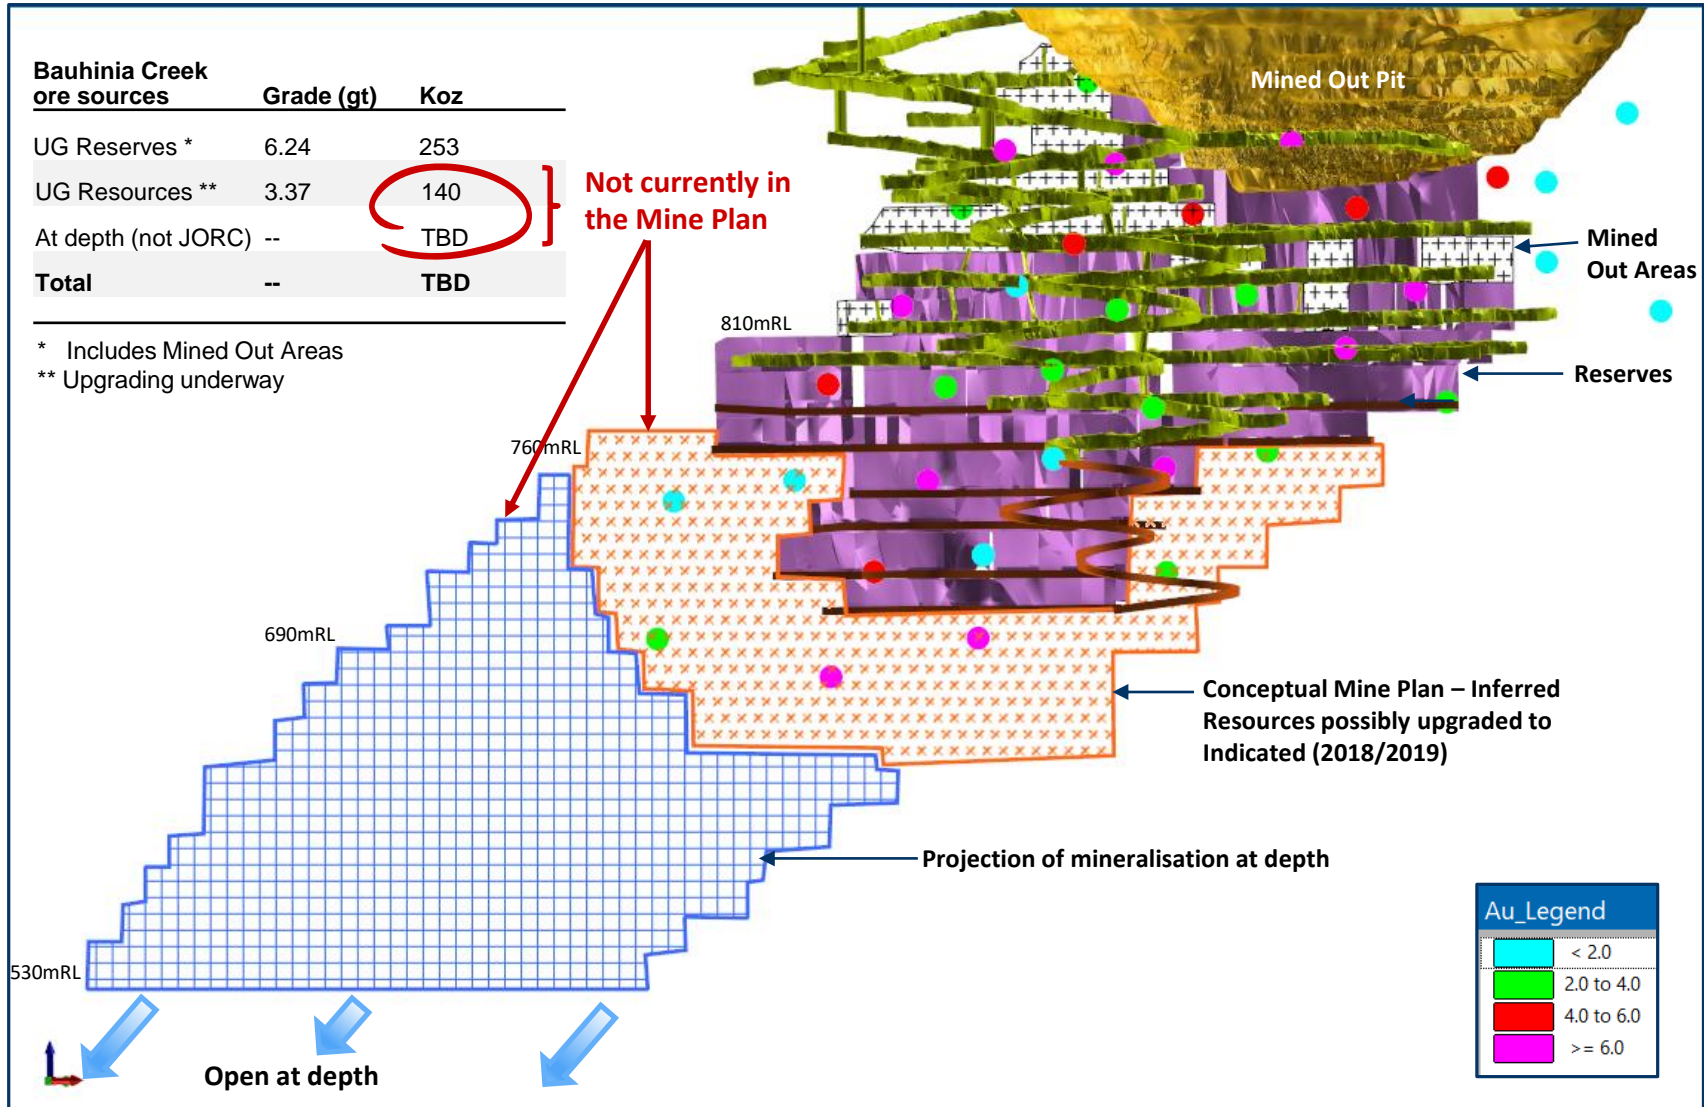 Bauhinia Creek
ore sources Grade (gt) Koz
UG Reserves * 6.24 253
UG Resources ** 3.37 140
At depth (not JORC) -- TBD
Total -- TBD
* Includes Mined Out Areas
** Upgrading underway
Not currently in
the Mine Plan
Mined Out Pit
Mined
Out Areas
810mRL
Reserves
760mRL
690mRL
Conceptual Mine Plan – Inferred
Resources possibly upgraded to
Indicated (2018/2019)
Projection of mineralisation at depth
530mRL
Open at depth
Au_Legend
< 2.0
2.0 to 4.0
4.0 to 6.0
>= 6.0